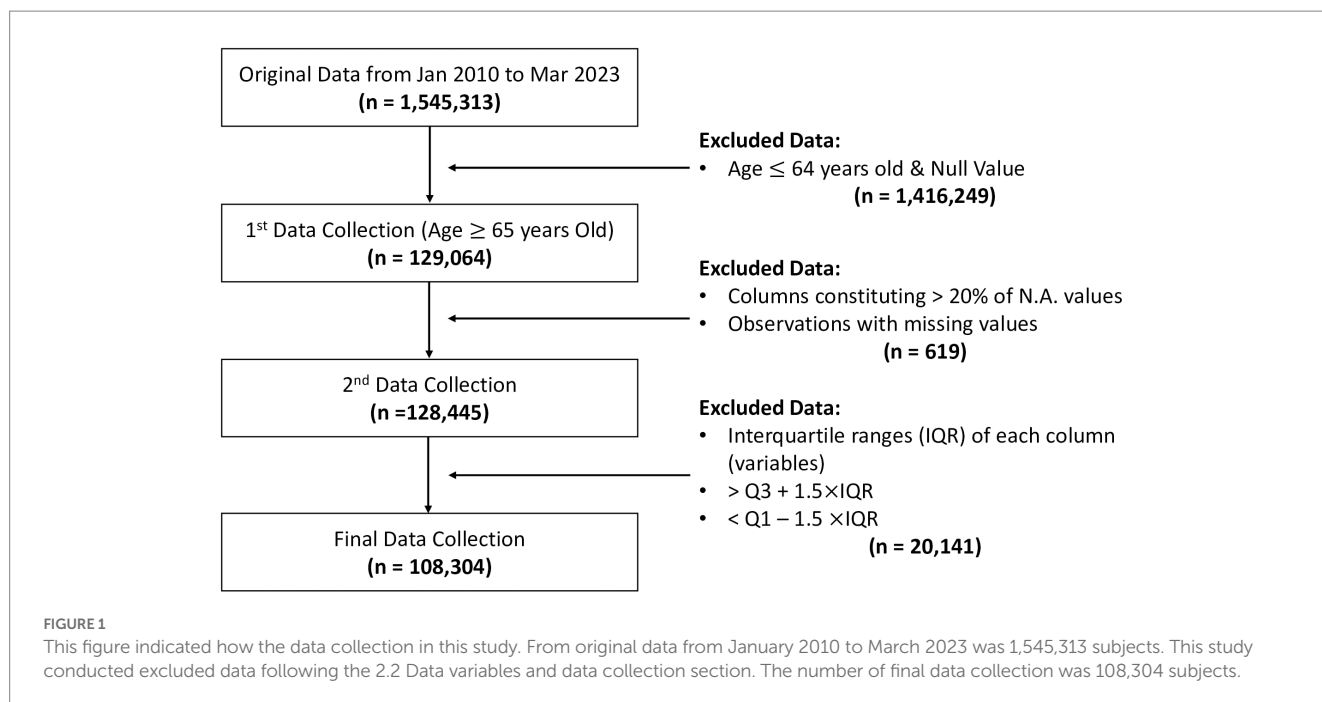 Original Data from Jan 2010 to Mar 2023
(n = 1,545,313)
Excluded Data:
• Age ≤ 64 years old & Null Value
(n = 1,416,249)
1st Data Collection (Age ≥ 65 years Old)
(n = 129,064)
Excluded Data:
• Columns constituting > 20% of N.A. values
• Observations with missing values
(n = 619)
2nd Data Collection
(n =128,445)
Excluded Data:
• Interquartile ranges (IQR) of each column
(variables)
• > Q3 + 1.5×IQR
• < Q1 – 1.5 ×IQR
(n = 20,141)
Final Data Collection
(n = 108,304)
FIGURE 1
This figure indicated how the data collection in this study. From original data from January 2010 to March 2023 was 1,545,313 subjects. This study
conducted excluded data following the 2.2 Data variables and data collection section. The number of final data collection was 108,304 subjects.